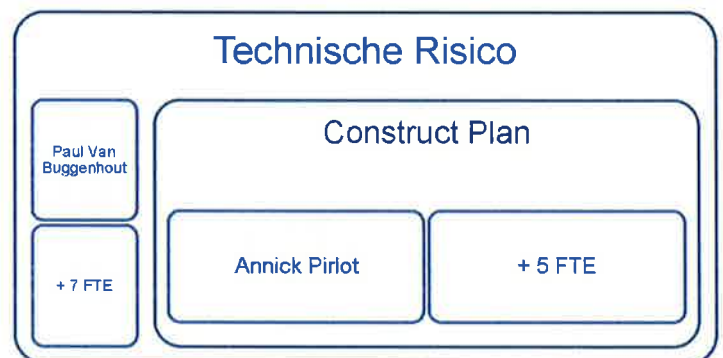 Technische Risico
Paul Van
Buggenhout
+ 7 FTE
Construct Plan
Annick Pirlot
+ 5 FTE